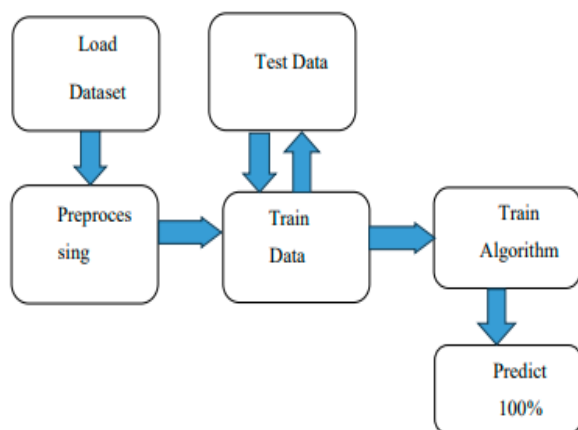 Load
Dataset
Test Data
Preproces
sing
Train
Data
Train
Algorithm
Predict
100%